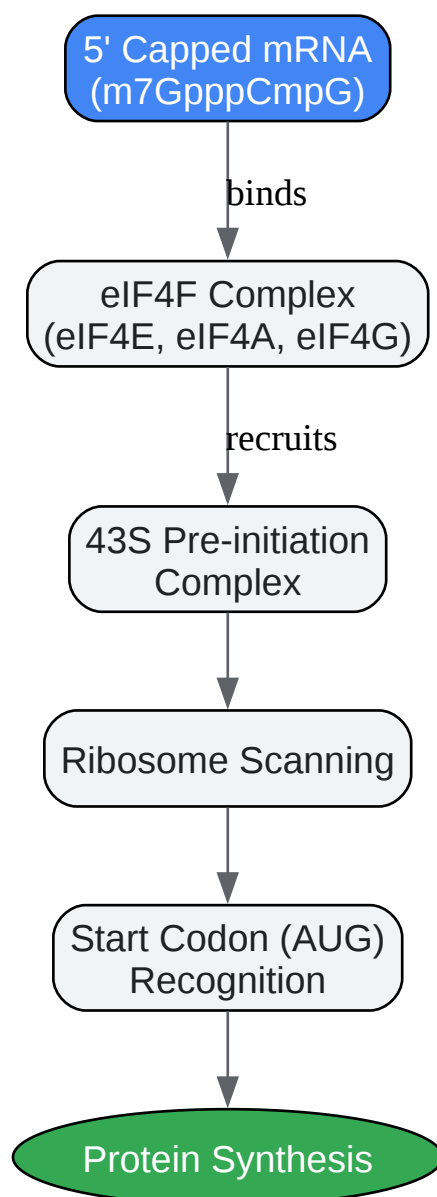 5' Capped mRNA
(m7GpppCmpG)
binds
eIF4F Complex
(eIF4E, eIF4A, eIF4G)
recruits
43S Pre-initiation
Complex
Ribosome Scanning
Start Codon (AUG)
Recognition
Protein Synthesis